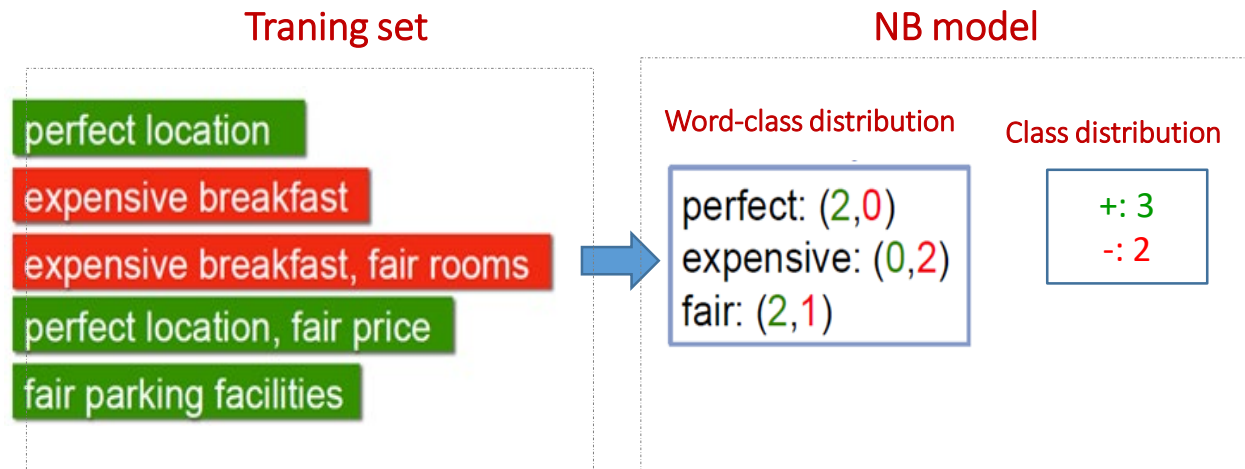 Traning set
perfect location
expensive breakfast
expensive breakfast, fair rooms
perfect location, fair price
fair parking facilities
NB model
Word-class distribution
perfect: (2,0)
expensive: (0,2)
fair: (2,1)
Class distribution
+: 3
-: 2